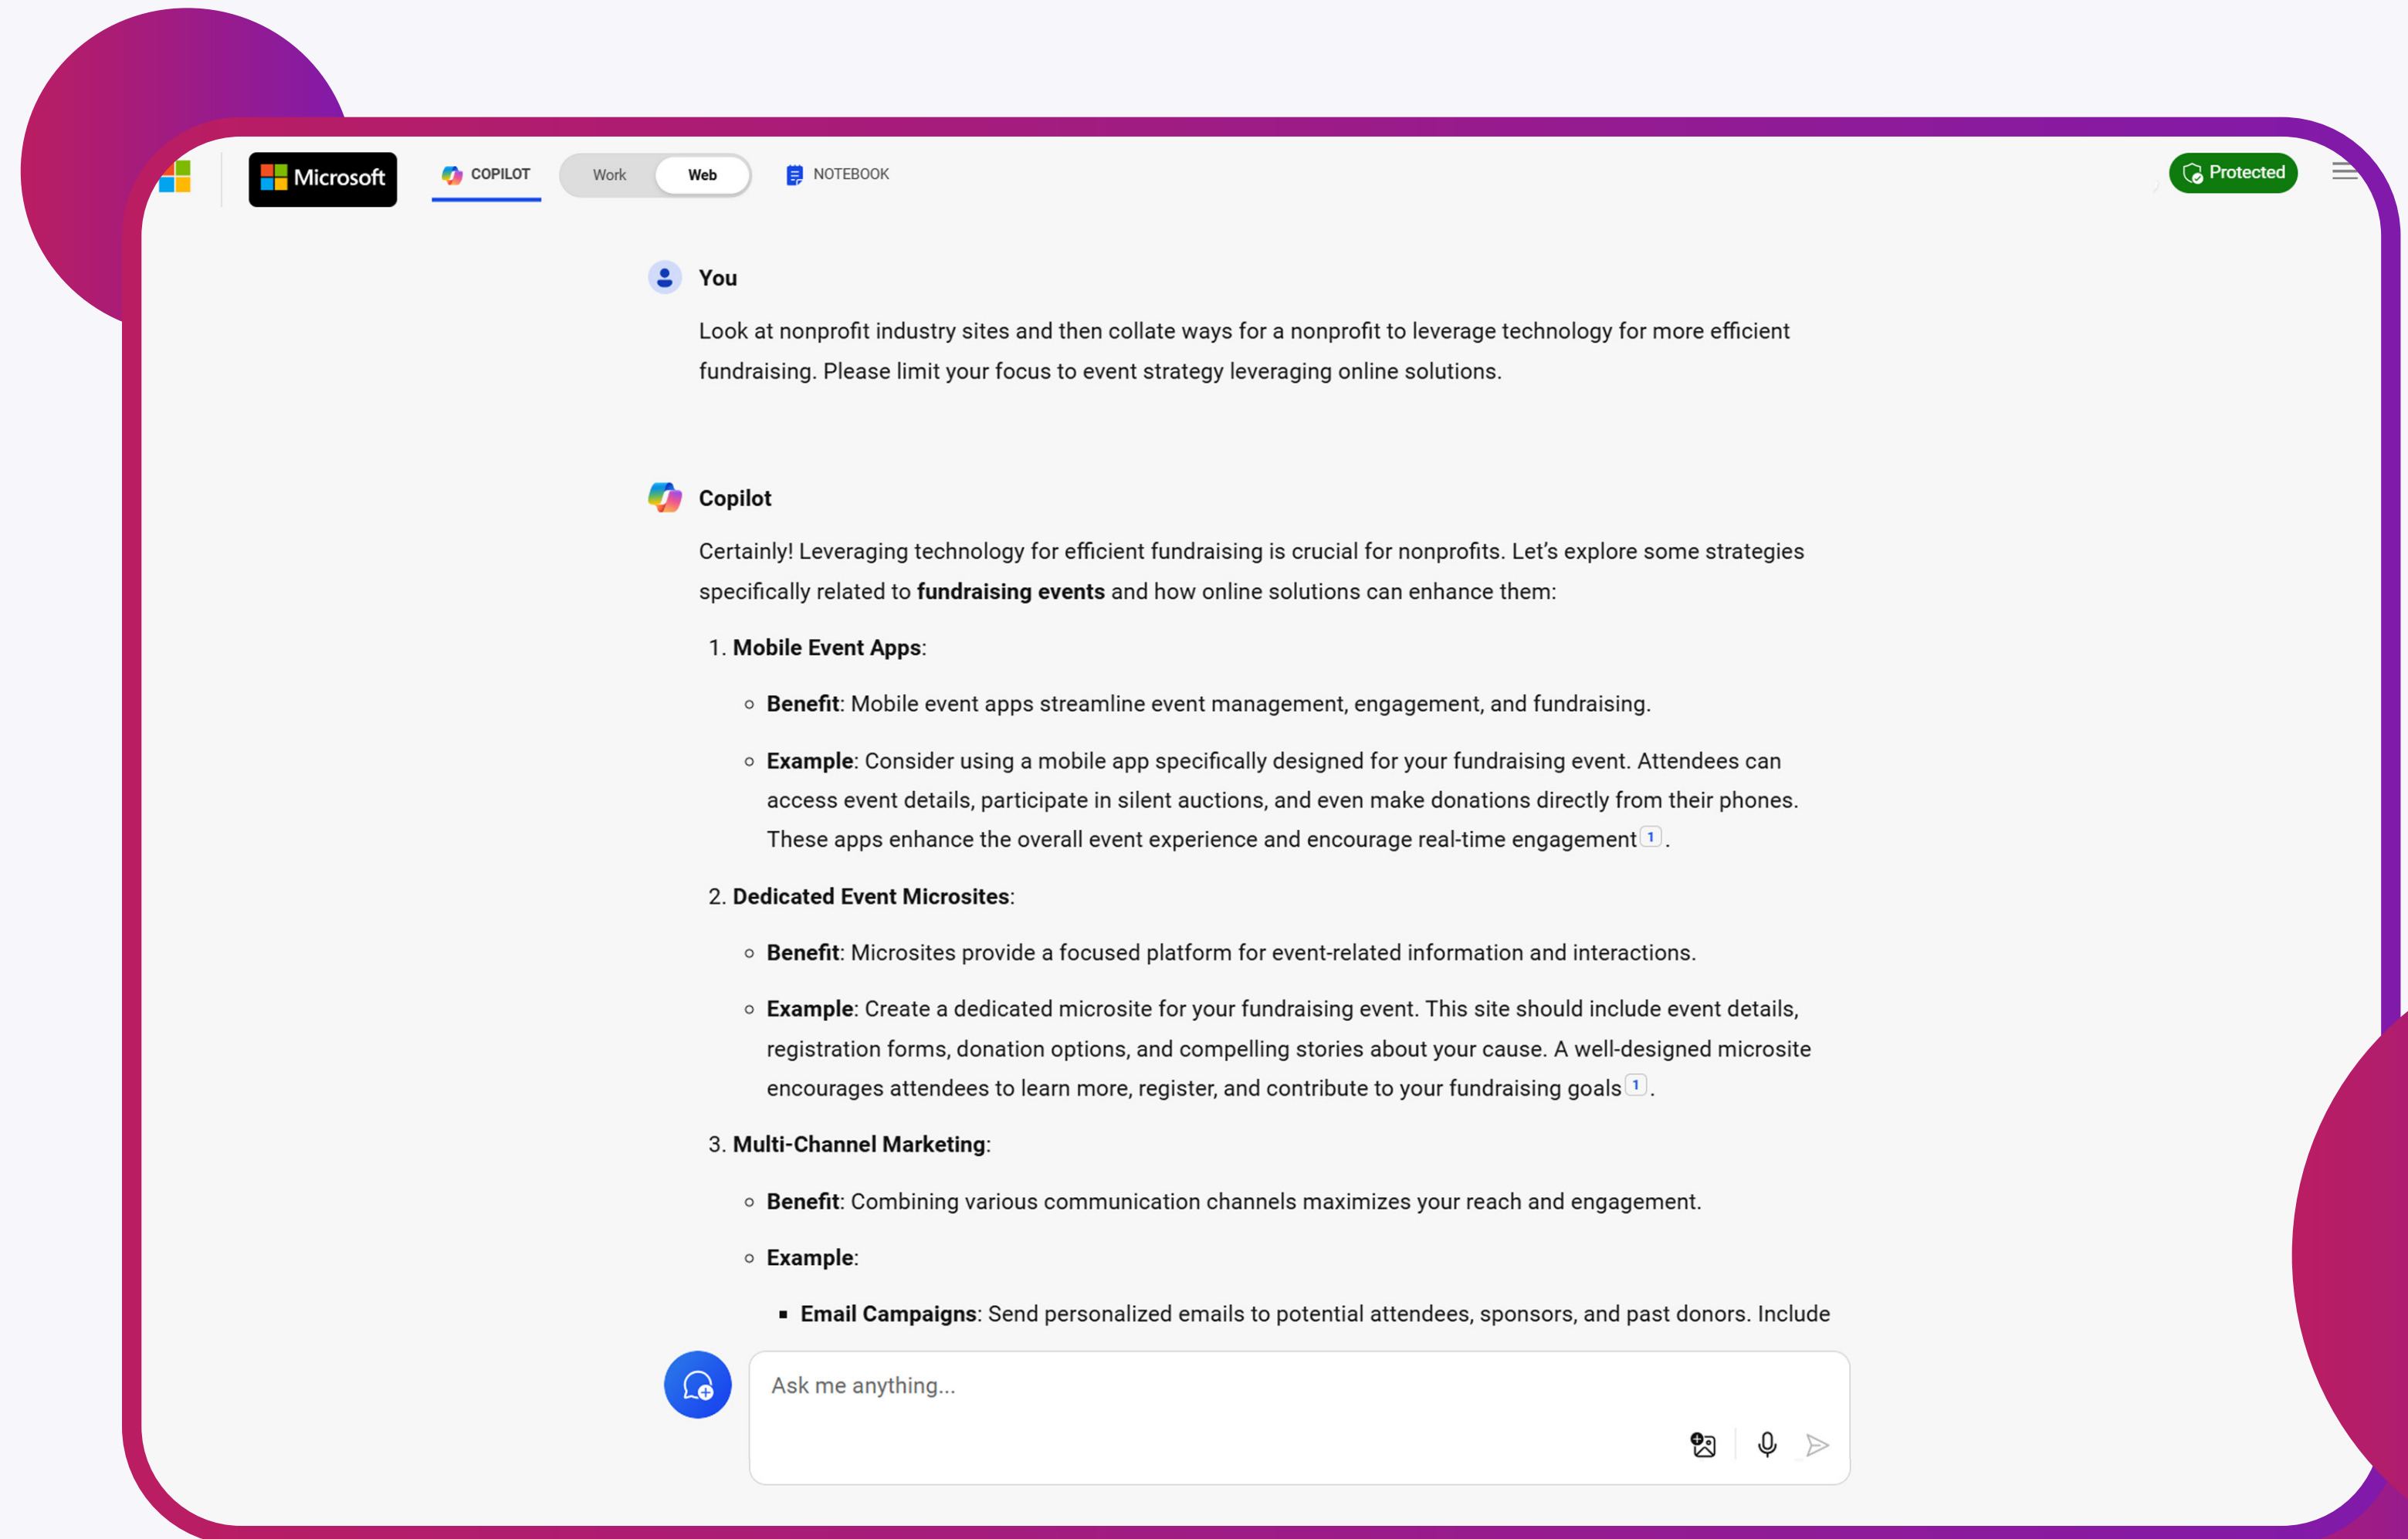 Microsoft
COPILOT
Work
Web
NOTEBOOK
Protected
You
Look at nonprofit industry sites and then collate ways for a nonprofit to leverage technology for more efficient
fundraising. Please limit your focus to event strategy leveraging online solutions.
Copilot
Certainly! Leveraging technology for efficient fundraising is crucial for nonprofits. Let’s explore some strategies
specifically related to fundraising events and how online solutions can enhance them:
1. Mobile Event Apps:
Benefit: Mobile event apps streamline event management, engagement, and fundraising.
Example: Consider using a mobile app specifically designed for your fundraising event. Attendees can
access event details, participate in silent auctions, and even make donations directly from their phones.
These apps enhance the overall event experience and encourage real-time engagement 1 .
2. Dedicated Event Microsites:
Benefit: Microsites provide a focused platform for event-related information and interactions.
Example: Create a dedicated microsite for your fundraising event. This site should include event details,
registration forms, donation options, and compelling stories about your cause. A well-designed microsite
encourages attendees to learn more, register, and contribute to your fundraising goals 1 .
3. Multi-Channel Marketing:
Benefit: Combining various communication channels maximizes your reach and engagement.
Example:
Email Campaigns: Send personalized emails to potential attendees, sponsors, and past donors. Include
Ask me anything...